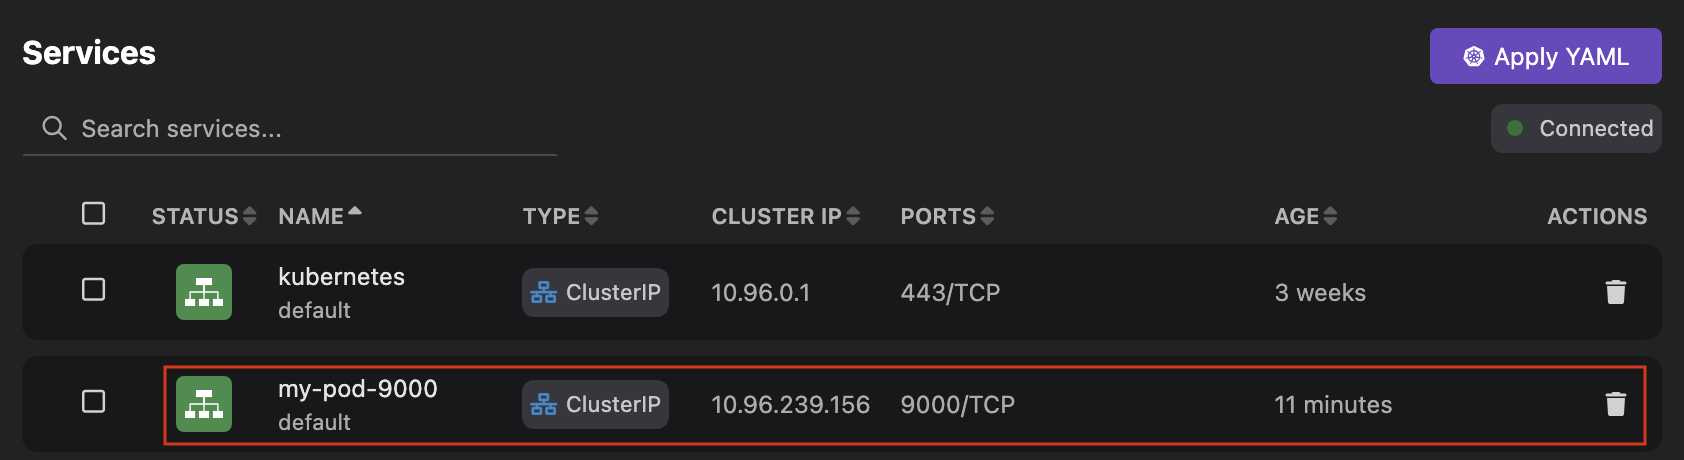 Services
Apply YAML
Search services...
Connected
STATUS NAME TYPE CLUSTER IP PORTS AGE ACTIONS
kubernetes
default
ClusterIP 10.96.0.1 443/TCP 3 weeks
my-pod-9000
default
ClusterIP 10.96.239.156 9000/TCP 11 minutes